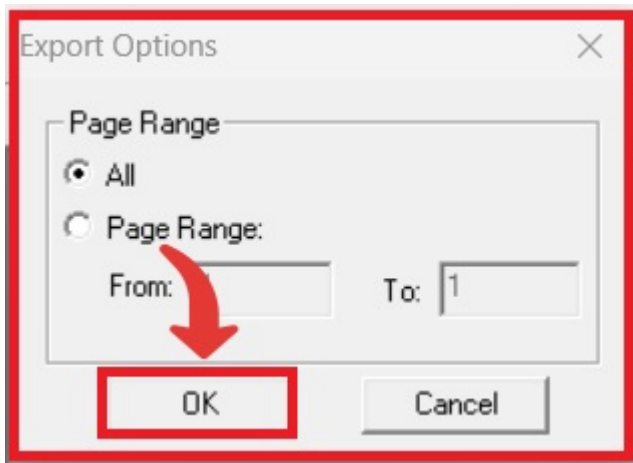 Export Options
Page Range
All
Page Range:
From: To: 1
OK Cancel